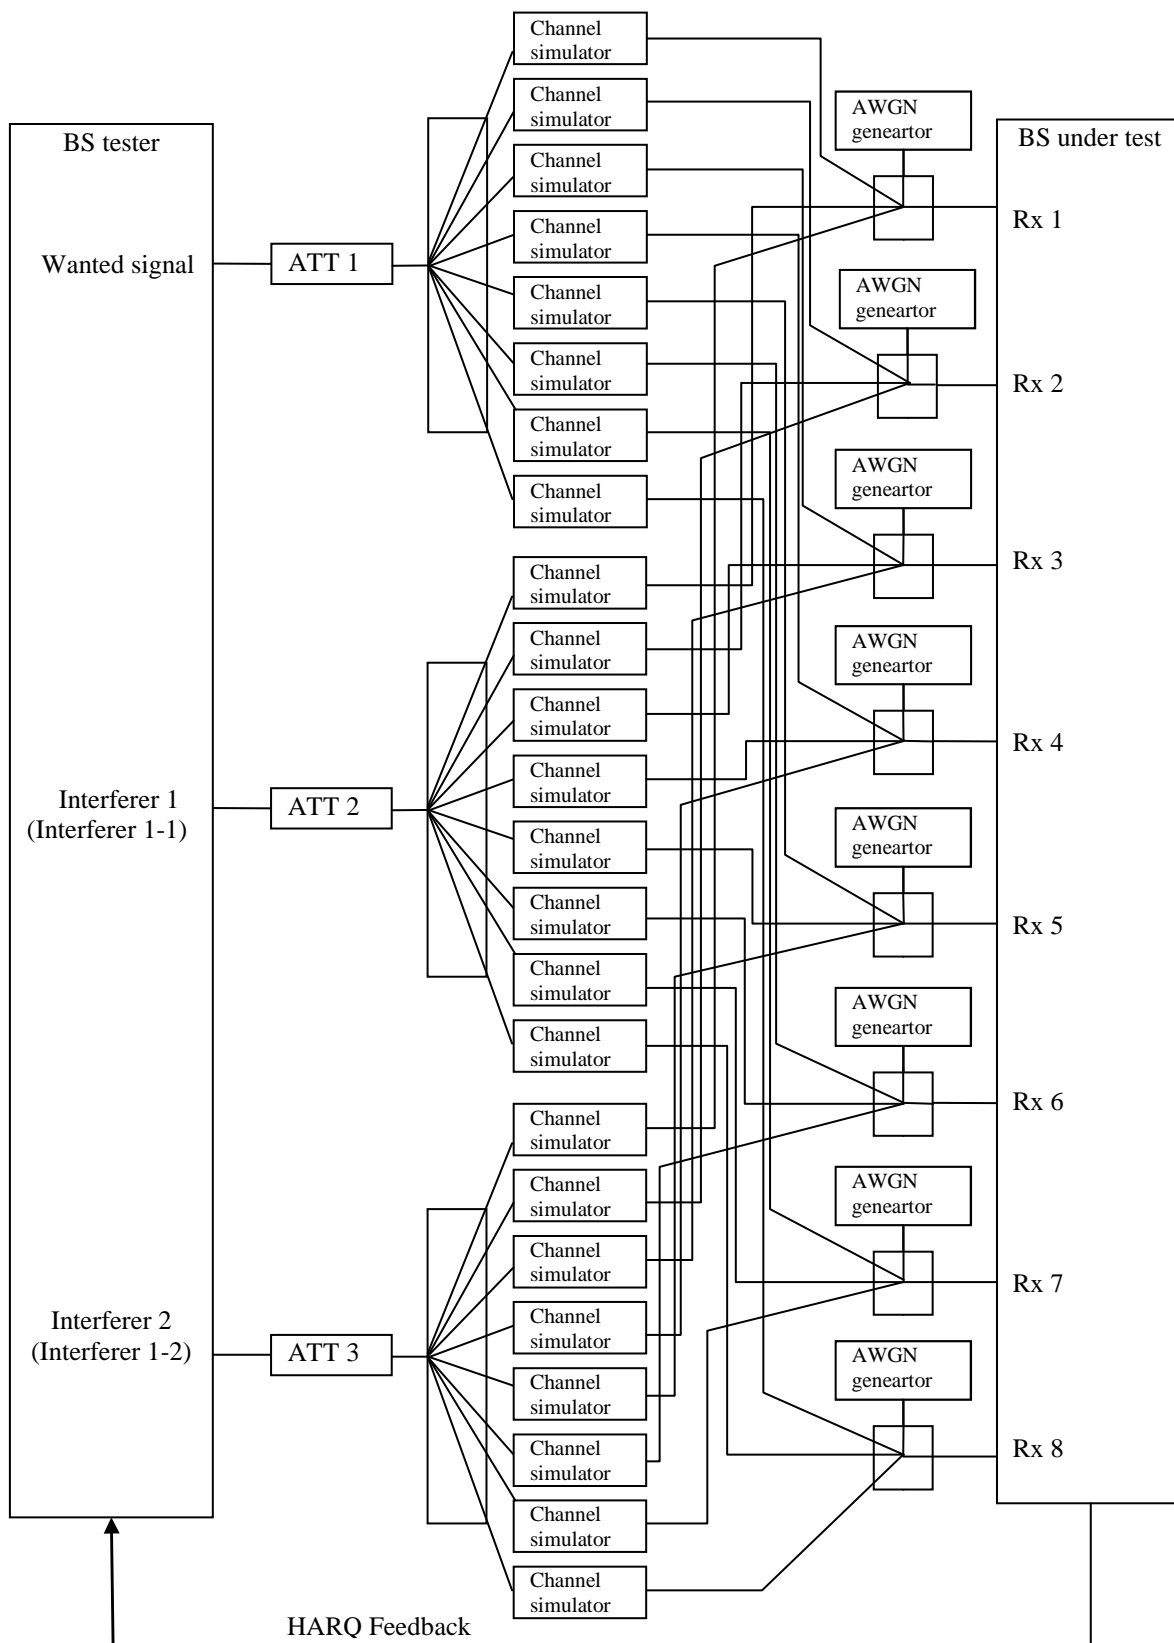 BS tester
Wanted signal
Interferer 1
(Interferer 1-1)
Interferer 2
(Interferer 1-2)
ATT 1
ATT 2
ATT 3
Channel
simulator
Channel
simulator
Channel
simulator
Channel
simulator
Channel
simulator
Channel
simulator
Channel
simulator
Channel
simulator
Channel
simulator
Channel
simulator
Channel
simulator
Channel
simulator
Channel
simulator
Channel
simulator
Channel
simulator
Channel
simulator
Channel
simulator
Channel
simulator
Channel
simulator
Channel
simulator
Channel
simulator
Channel
simulator
Channel
simulator
Channel
simulator
AWGN
geneartor
AWGN
geneartor
AWGN
geneartor
AWGN
geneartor
AWGN
geneartor
AWGN
geneartor
AWGN
geneartor
AWGN
geneartor
BS under test
Rx 1
Rx 2
Rx 3
Rx 4
Rx 5
Rx 6
Rx 7
Rx 8
HARQ Feedback